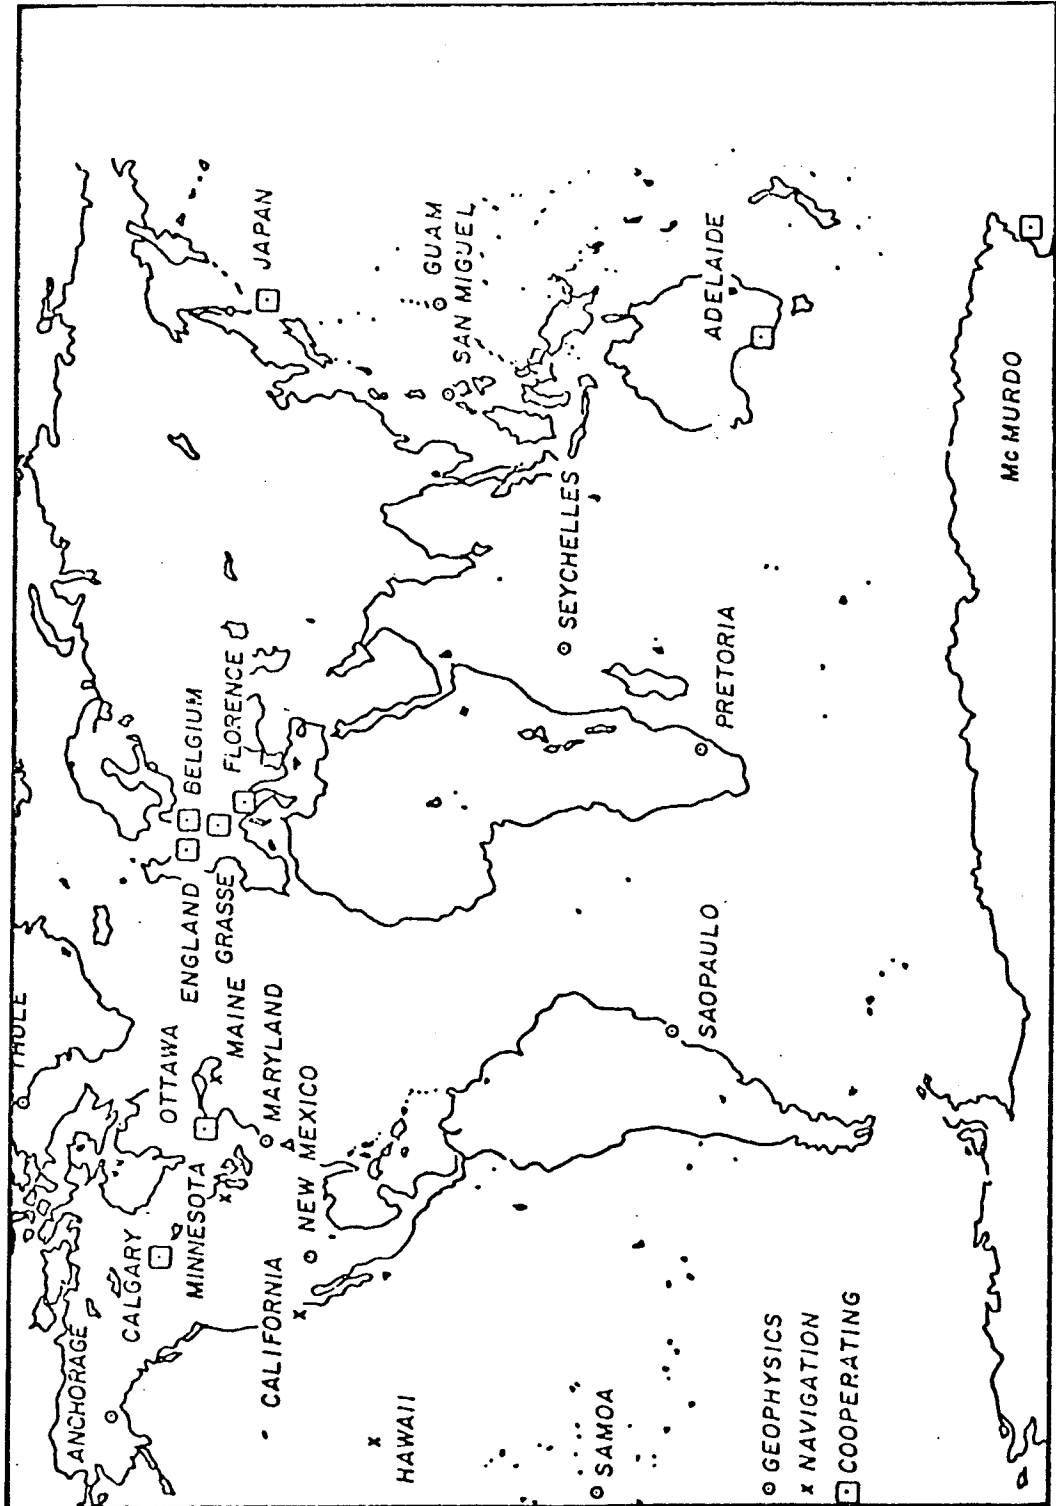 THULE
ANCHORAGE
CALGARY
OTTAWA
MINNESOTA
ENGLAND
BELGIUM
MAINE
GRASSE
FLORENCE
CALIFORNIA
MARYLAND
NEW MEXICO
JAPAN
HAWAII
GUAM
SAN MIGUEL
SEYCHELLES
SAMOA
SAOPAULO
PRETORIA
ADELAIDE
McMURDO
GEOPHYSICS
x NAVIGATION
COOPERATING